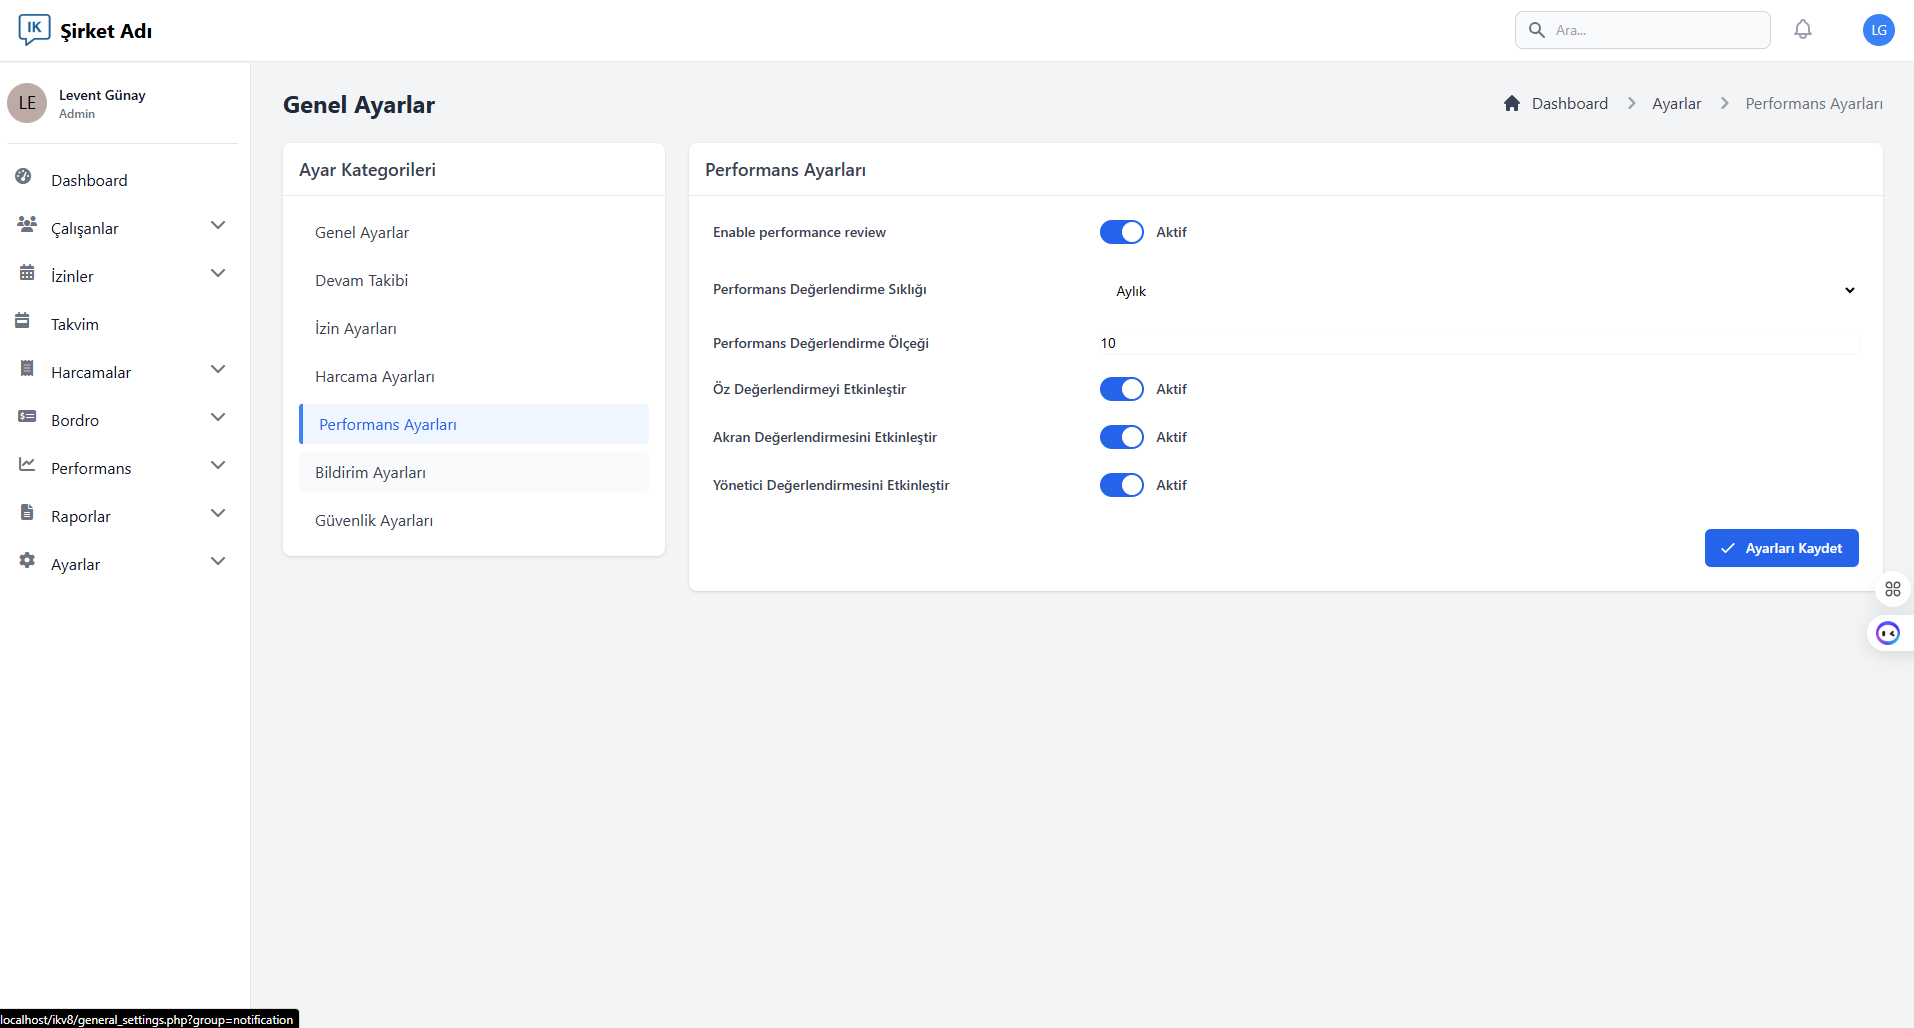 IK
Şirket Adı
Ara...
LG
LE
Levent Günay
Admin
Dashboard
Çalışanlar
İzinler
Takvim
Harcamalar
Bordro
Performans
Raporlar
Ayarlar
Genel Ayarlar
Dashboard
Ayarlar
Performans Ayarları
Ayar Kategorileri
Genel Ayarlar
Devam Takibi
İzin Ayarları
Harcama Ayarları
Performans Ayarları
Bildirim Ayarları
Güvenlik Ayarları
Performans Ayarları
Enable performance review
Aktif
Performans Değerlendirme Sıklığı
Aylık
Performans Değerlendirme Ölçeği
10
Öz Değerlendirmeyi Etkinleştir
Aktif
Akran Değerlendirmesini Etkinleştir
Aktif
Yönetici Değerlendirmesini Etkinleştir
Aktif
Ayarları Kaydet
localhost/ikv8/general_settings.php?group=notification